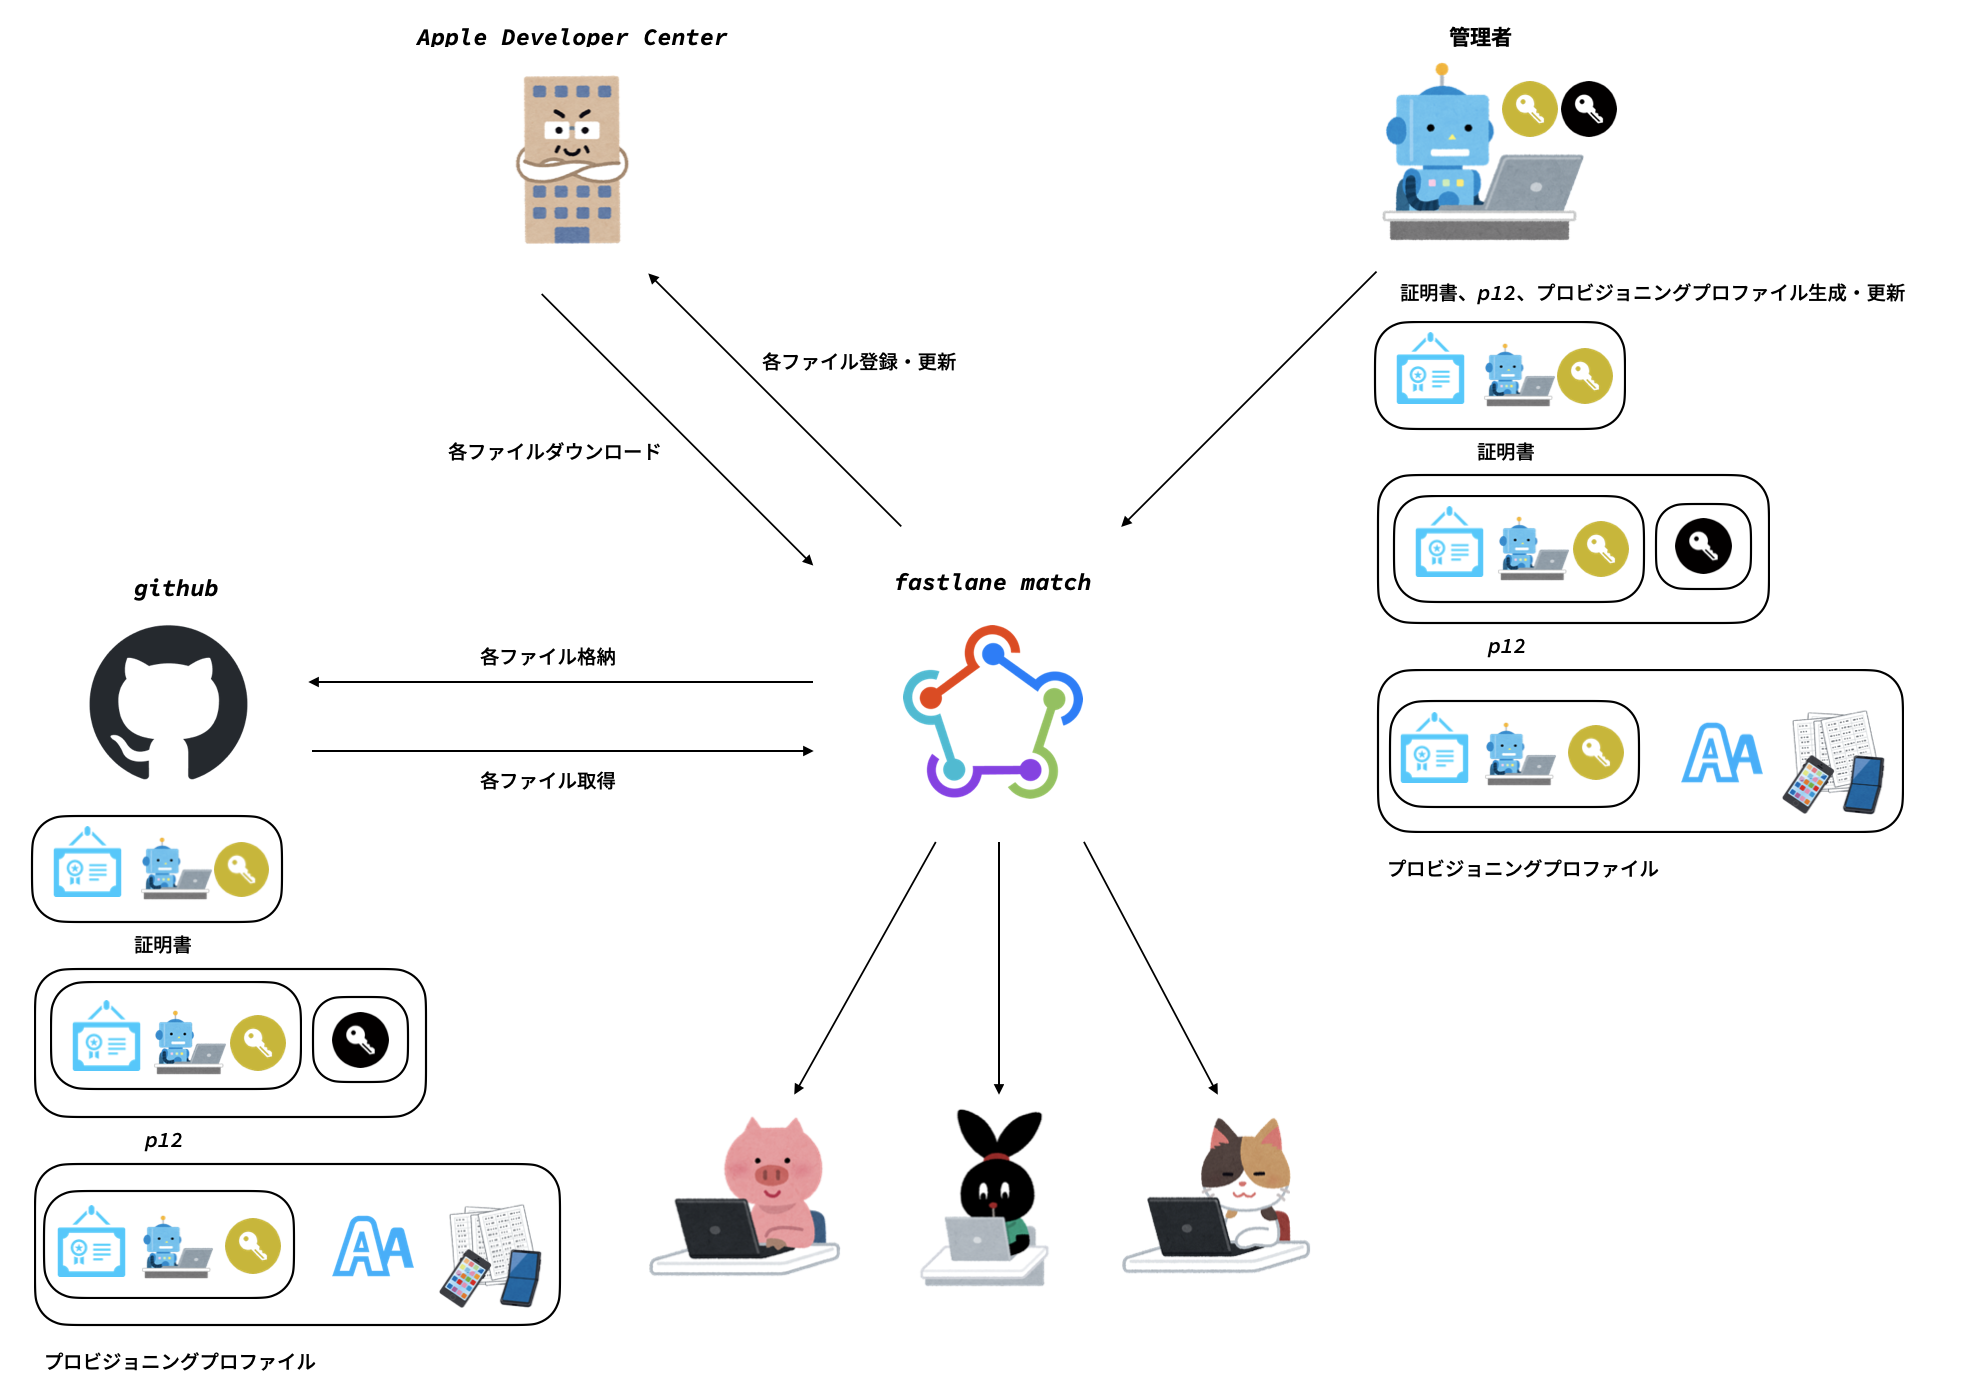 Apple Developer Center
管理者
証明書、p12、プロビジョニングプロファイル生成・更新
各ファイル登録・更新
各ファイルダウンロード
証明書
fastlane match
github
p12
各ファイル格納
各ファイル取得
プロビジョニングプロファイル
証明書
p12
プロビジョニングプロファイル